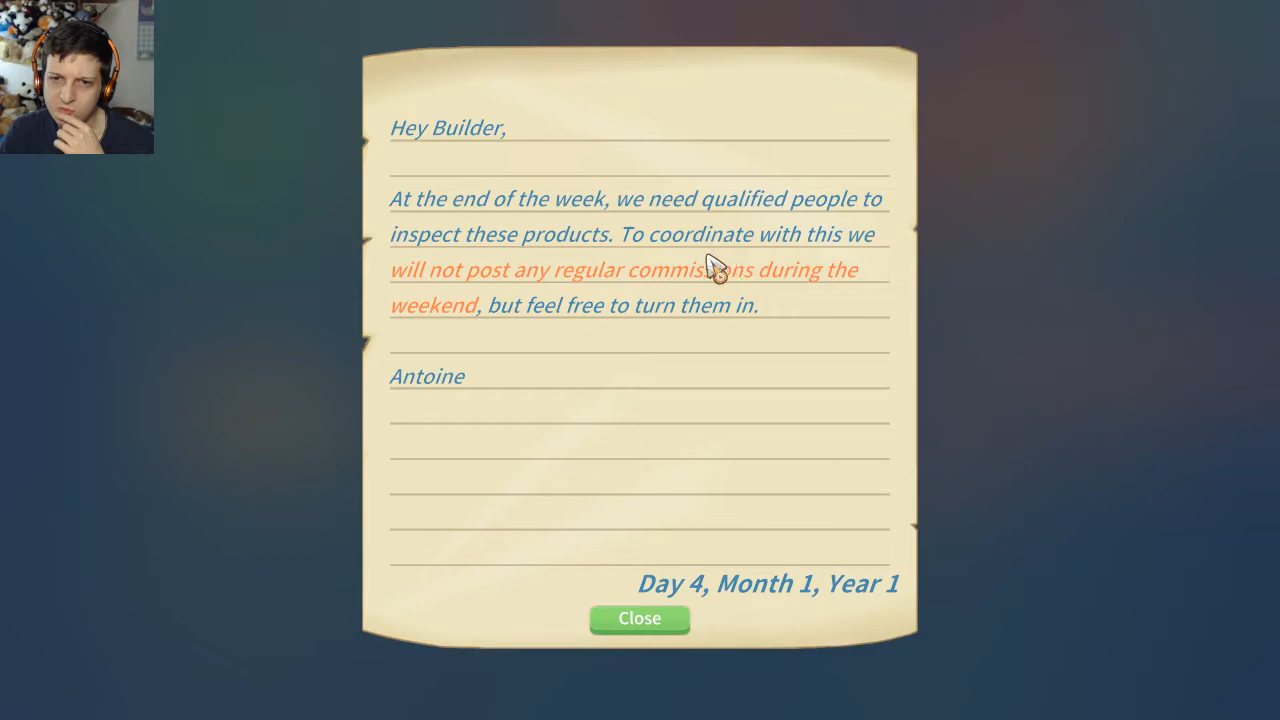 Hey Builder,
At the end of the week, we need qualified people to
inspect these products. To coordinate with this we
will not post any regular commissions during the
weekend, but feel free to turn them in.
Antoine
Day 4, Month 1, Year 1
Close